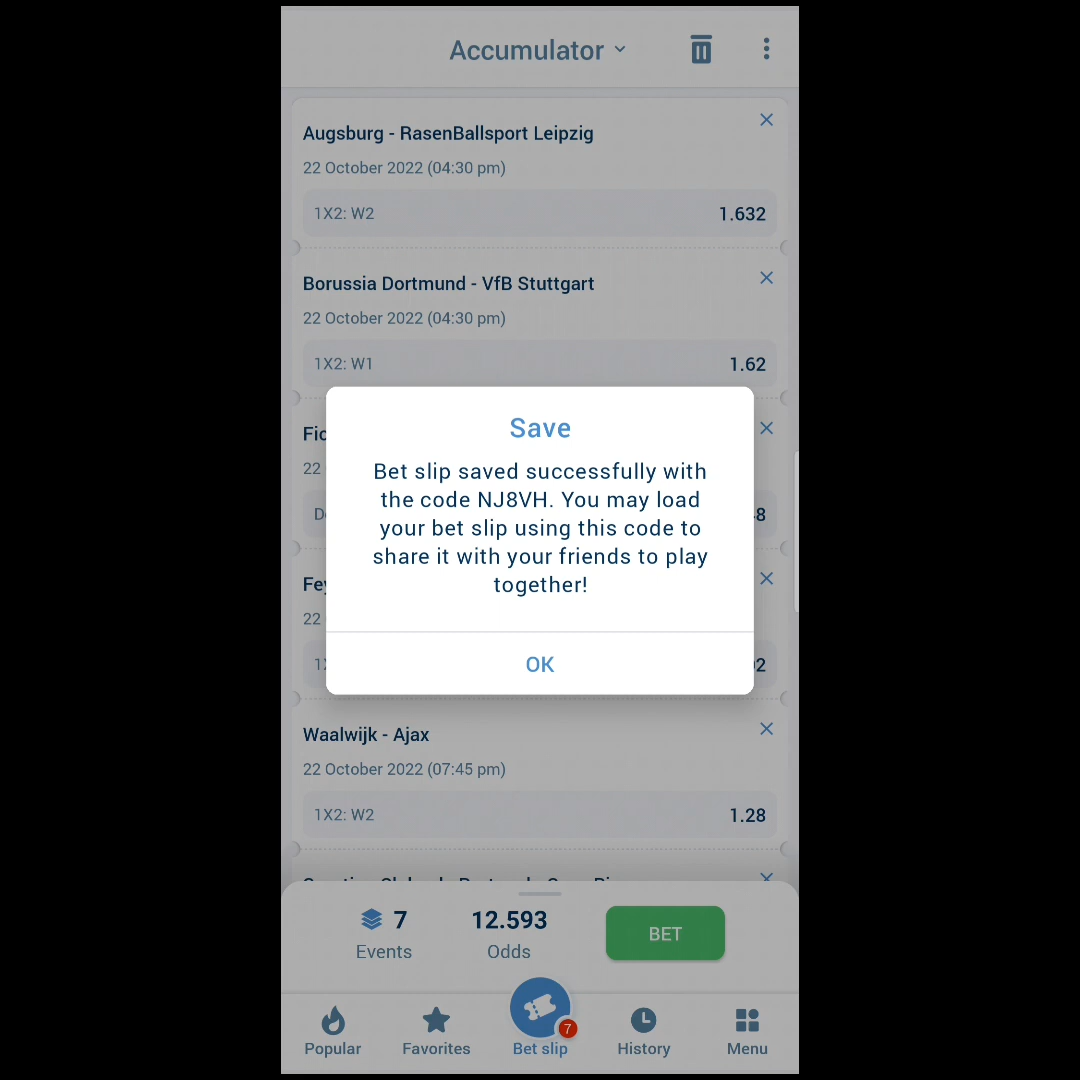 Accumulator
Augsburg - RasenBallsport Leipzig
22 October 2022 (04:30 pm)
1X2: W2 1.632
Borussia Dortmund - VfB Stuttgart
22 October 2022 (04:30 pm)
1X2: W1 1.62
Save
Bet slip saved successfully with
the code NJ8VH. You may load
your bet slip using this code to
share it with your friends to play
together!
OK
22
22
Waalwijk - Ajax
22 October 2022 (07:45 pm)
1X2: W2 1.28
7 12.593 BET
Events Odds
7
Popular Favorites Bet slip History Menu